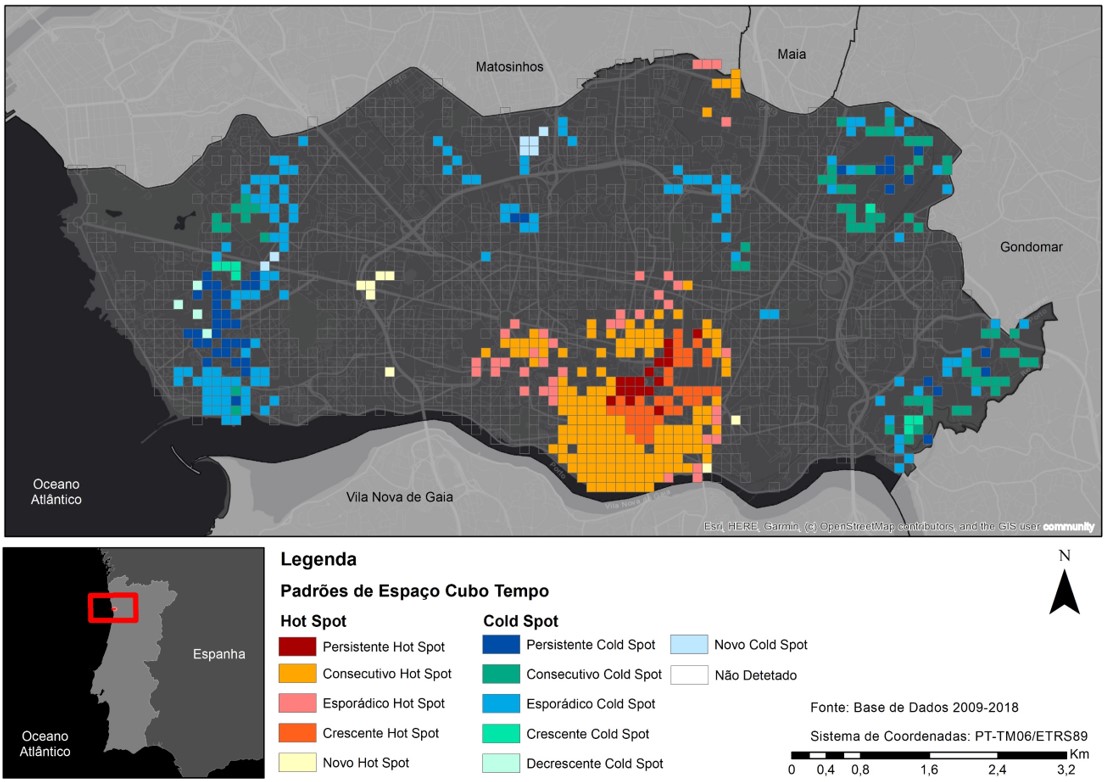 Matosinhos
Maia
Gondomar
Oceano
Atlântico
Vila Nova de Gaia
Porto
Esri, HERE, Garmin, (c) OpenStreetMap contributors, and the GIS user community
Espanha
Oceano
Atlântico
Legenda
Padrões de Espaço Cubo Tempo
Hot Spot
Persistente Hot Spot
Consecutivo Hot Spot
Esporádico Hot Spot
Crescente Hot Spot
Novo Hot Spot
Cold Spot
Persistente Cold Spot
Consecutivo Cold Spot
Esporádico Cold Spot
Crescente Cold Spot
Decrescente Cold Spot
Novo Cold Spot
Não Detetado
N
Fonte: Base de Dados 2009-2018
Sistema de Coordenadas: PT-TM06/ETRS89
Km
0 0,4 0,8 1,6 2,4 3,2